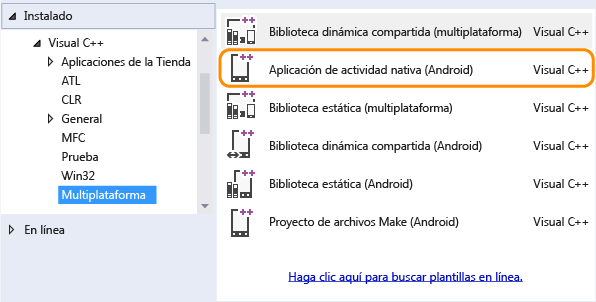 Instalado
Visual C++
Aplicaciones de la Tienda
ATL
CLR
General
MFC
Prueba
Win32
Multiplataforma
En línea
Biblioteca dinámica compartida (multiplataforma) Visual C++
Aplicación de actividad nativa (Android) Visual C++
Biblioteca estática (multiplataforma) Visual C++
Biblioteca dinámica compartida (Android) Visual C++
Biblioteca estática (Android) Visual C++
Proyecto de archivos Make (Android) Visual C++
Haga clic aquí para buscar plantillas en línea.